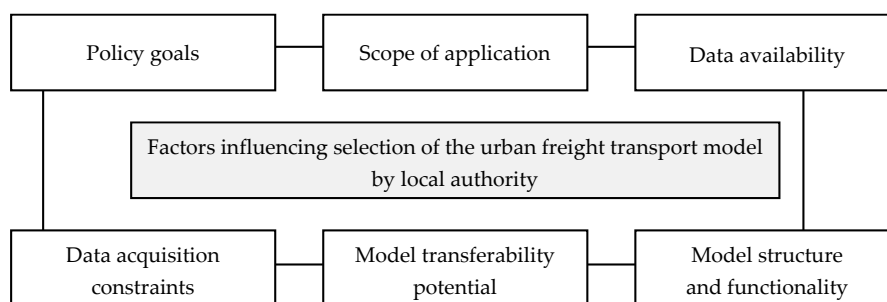 Policy goals
Scope of application
Data availability
Factors influencing selection of the urban freight transport model
by local authority
Data acquisition
constraints
Model transferability
potential
Model structure
and functionality